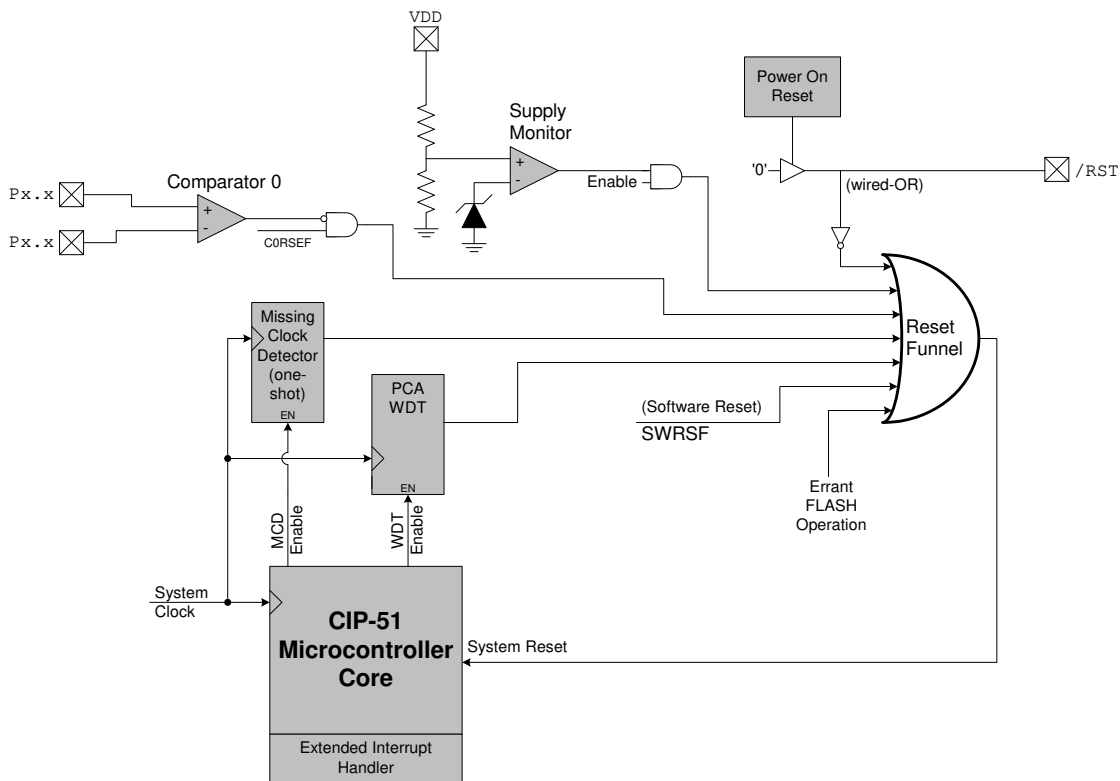 VDD
Power On
Reset
Supply
Monitor
+
-
Enable
'0'
(wired-OR)
/RST
Px.x
Px.x
Comparator 0
+
-
C0RSEF
Missing
Clock
Detector
(one-
shot)
EN
PCA
WDT
EN
Reset
Funnel
(Software Reset)
SWRSF
Errant
FLASH
Operation
MCD
Enable
WDT
Enable
System
Clock
CIP-51
Microcontroller
Core
System Reset
Extended Interrupt
Handler